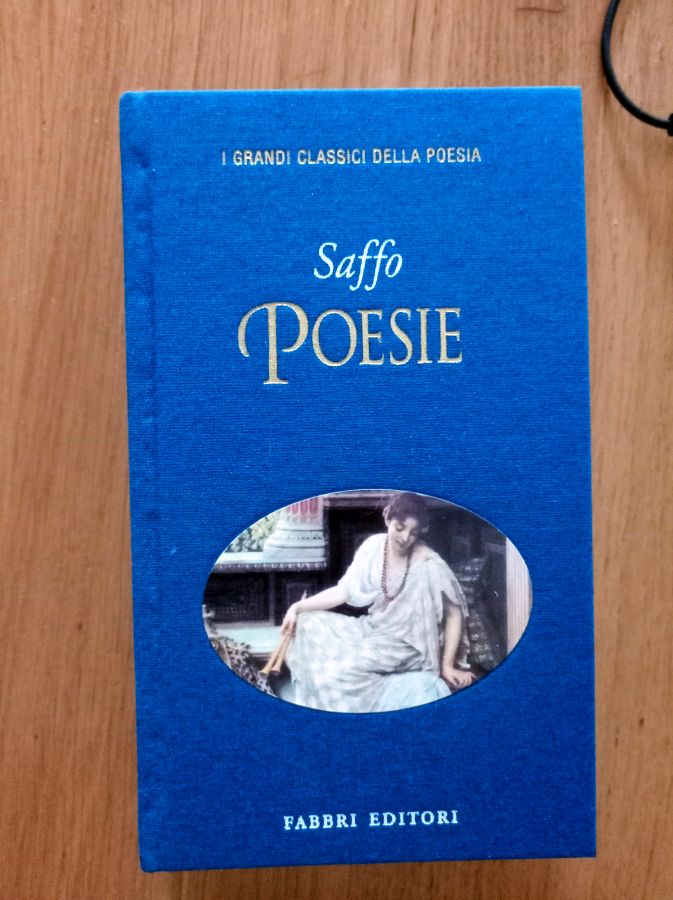 I GRANDI CLASSICI DELLA POESIA
Saffo
POESIE
FABBRI EDITORI